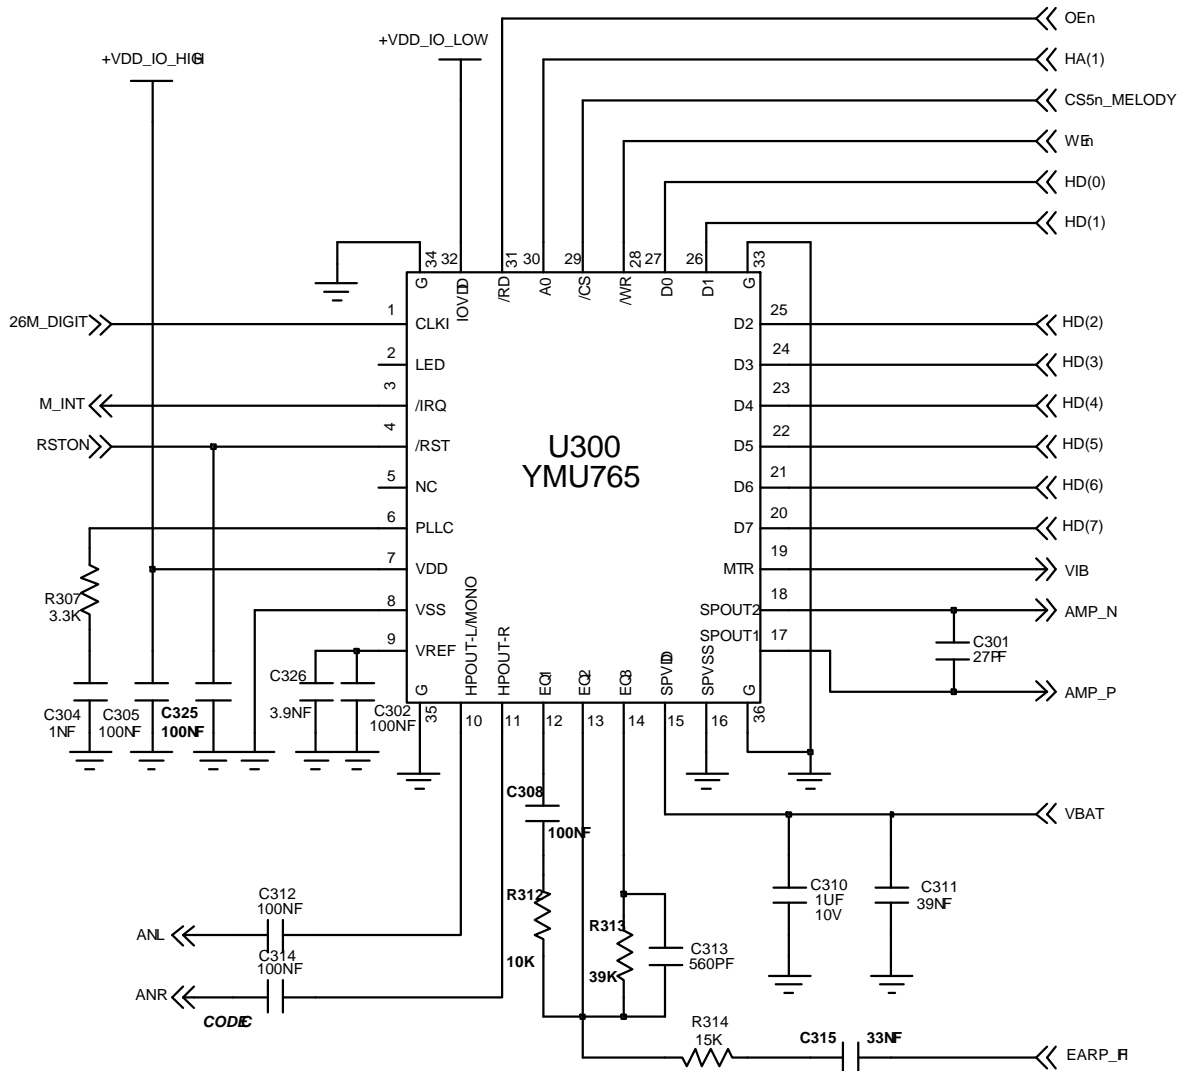 OEn
+VDD_IO_LOW
+VDD_IO_HIGH
HA(1)
CS5n_MELODY
WEn
HD(0)
HD(1)
34
32
31
30
29
28
27
26
33
G
IOVDD
/RD
A0
/CS
/WR
D0
D1
G
26M_DIGIT
1
CLKI
D2
25
HD(2)
2
LED
D3
24
HD(3)
M_INT
3
/IRQ
D4
23
HD(4)
RSTON
4
/RST
D5
22
HD(5)
U300
YMU765
5
NC
D6
21
HD(6)
6
PLLC
D7
20
HD(7)
7
VDD
MTR
19
VIB
R307
3.3K
8
VSS
SPOUT2
18
AMP_N
9
VREF
SPOUT1
17
C301
27PF
AMP_P
G
HPOUT-L/MONO
HPOUT-R
EQ1
EQ2
EQ3
SPVDD
SPVSS
G
35
10
11
12
13
14
15
16
36
C304
1NF
C305
100NF
C325
100NF
C326
3.9NF
C302
100NF
C308
100NF
VBAT
C310
1UF
10V
C311
39NF
C312
100NF
ANL
R312
10K
R313
39K
C313
560PF
C314
100NF
ANR
CODEC
R314
15K
C315
33NF